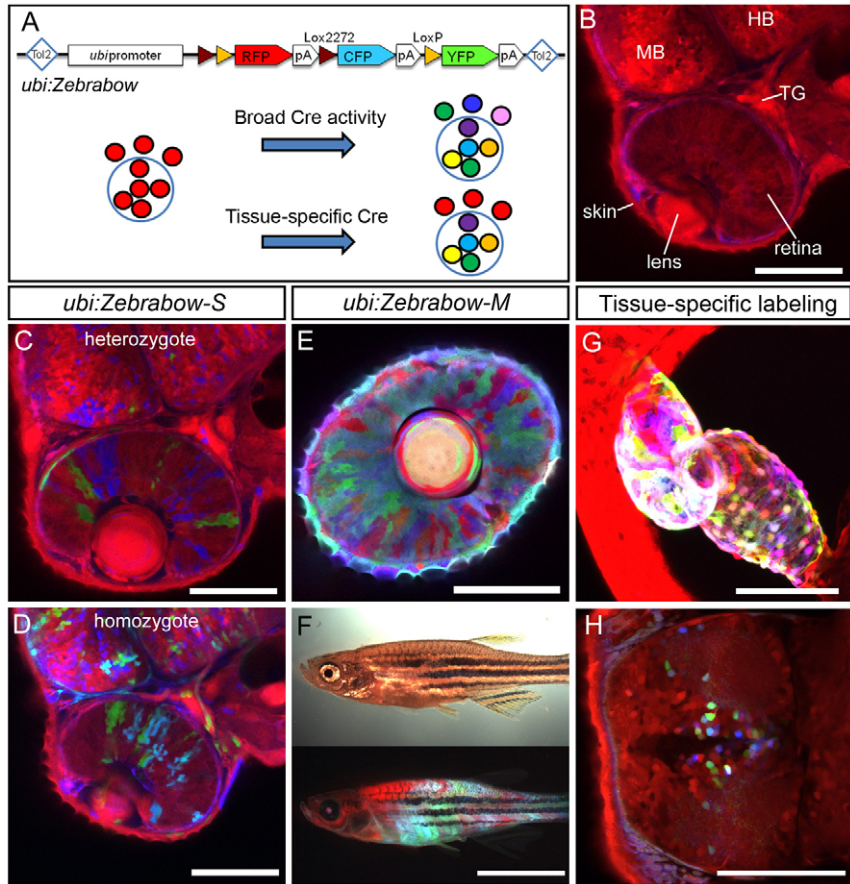 A
Lox2272
LoxP
Tol2
ubi promoter
RFP
pA
CFP
pA
YFP
pA
Tol2
ubi:Zebrabow
Broad Cre activity
Tissue-specific Cre
B
HB
MB
TG
skin
lens
retina
ubi:Zebrabow-S
ubi:Zebrabow-M
Tissue-specific labeling
C
heterozygote
E
G
D
homozygote
F
H